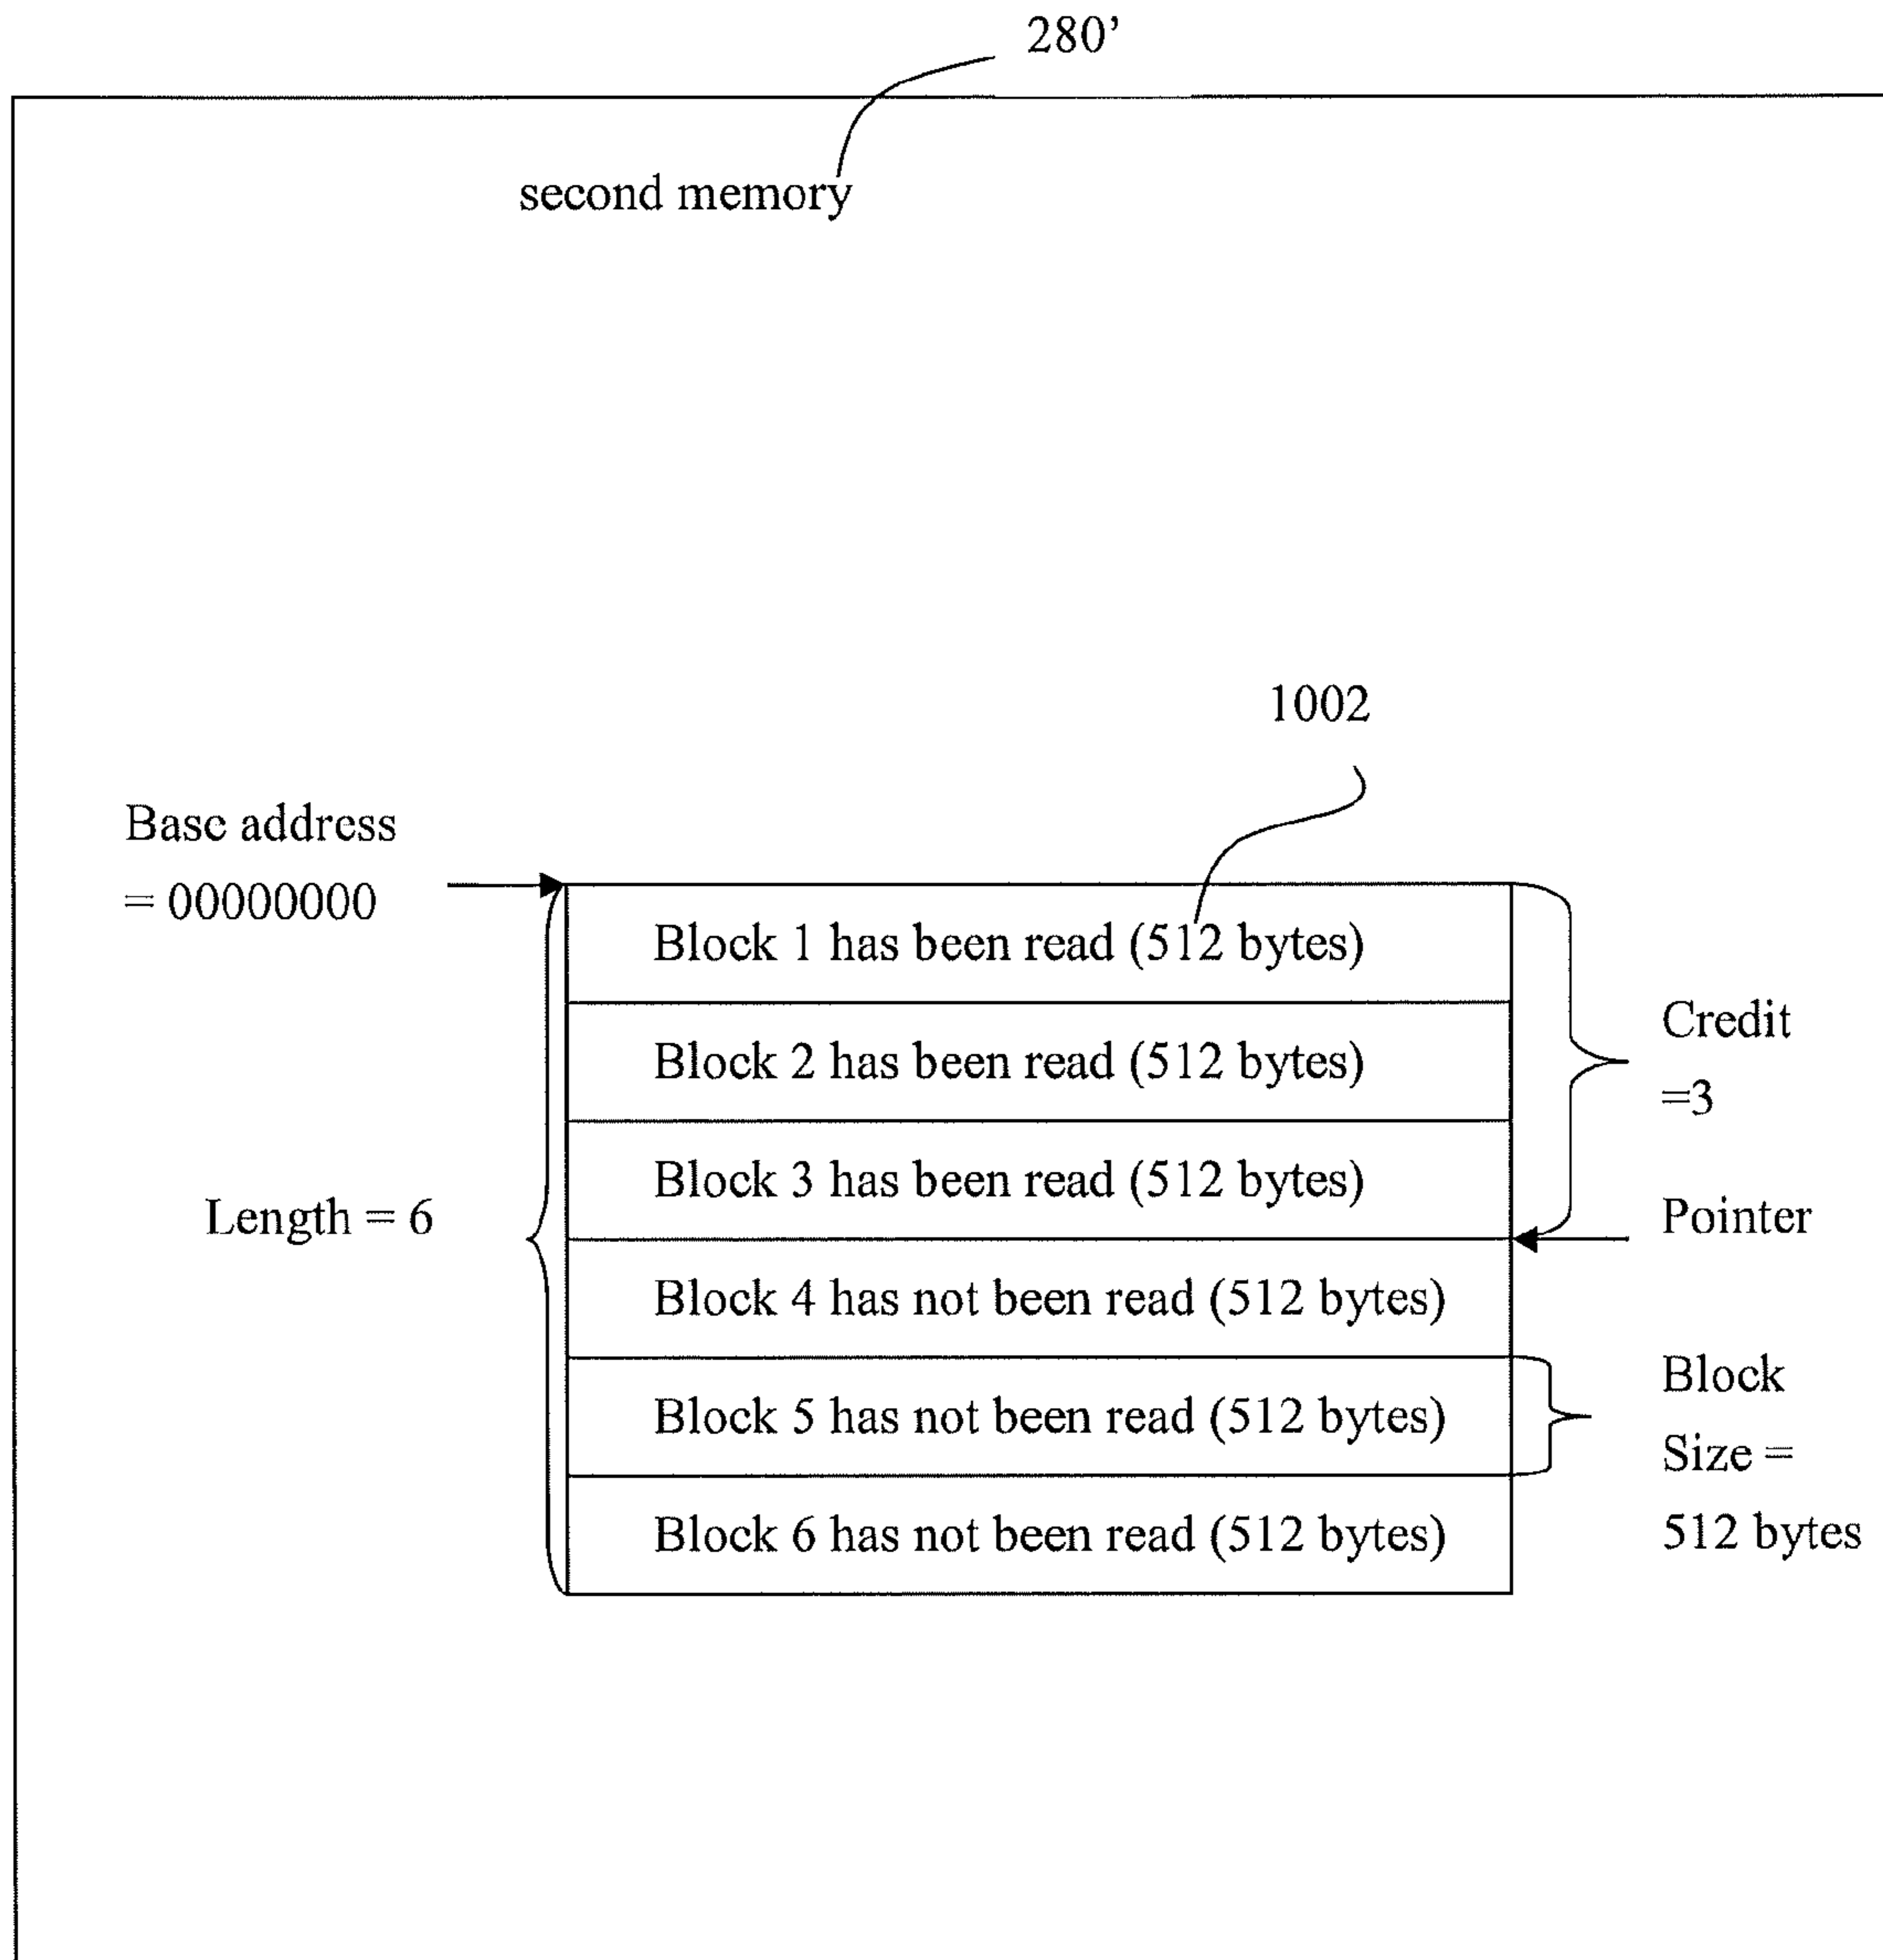 280’
second memory
1002
Base address
= 00000000
Block 1 has been read (512 bytes)
Block 2 has been read (512 bytes)
Credit
=3
Block 3 has been read (512 bytes)
Length = 6
Pointer
Block 4 has not been read (512 bytes)
Block
Block 5 has not been read (512 bytes)
Size =
Block 6 has not been read (512 bytes)
512 bytes